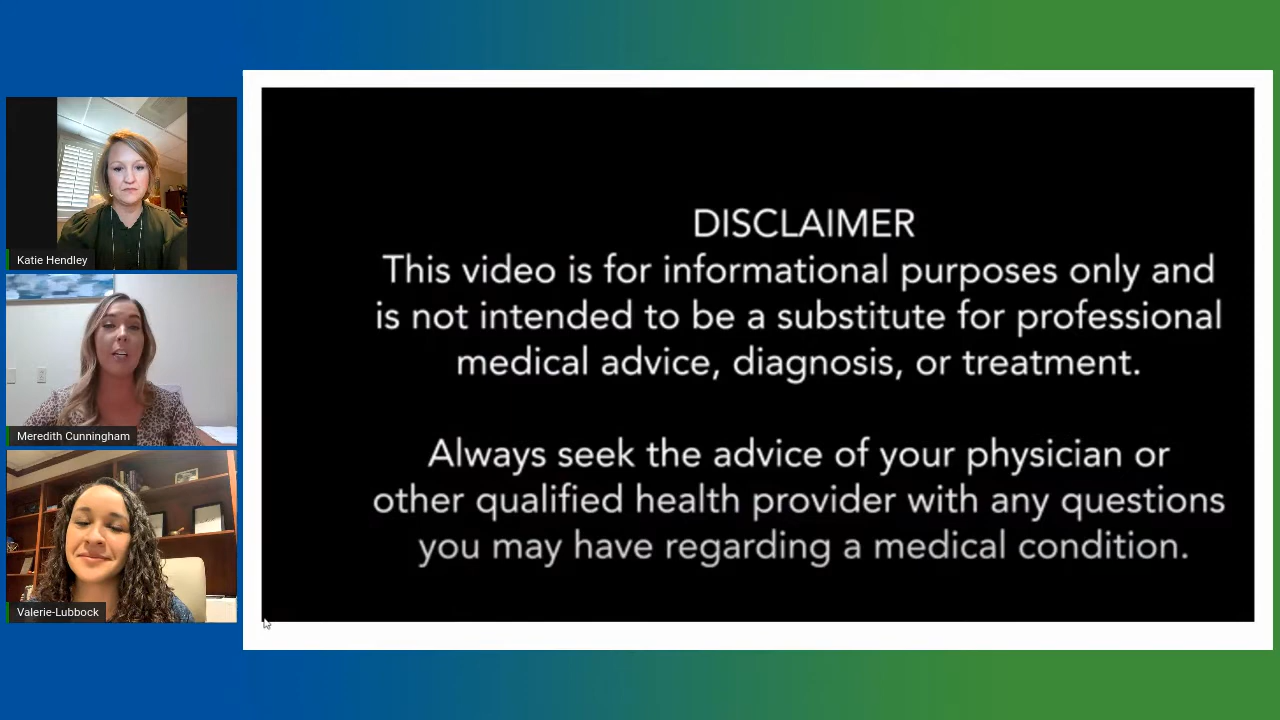 Katie Hendley
Meredith Cunningham
Valerie-Lubbock
DISCLAIMER
This video is for informational purposes only and
is not intended to be a substitute for professional
medical advice, diagnosis, or treatment.
Always seek the advice of your physician or
other qualified health provider with any questions
you may have regarding a medical condition.